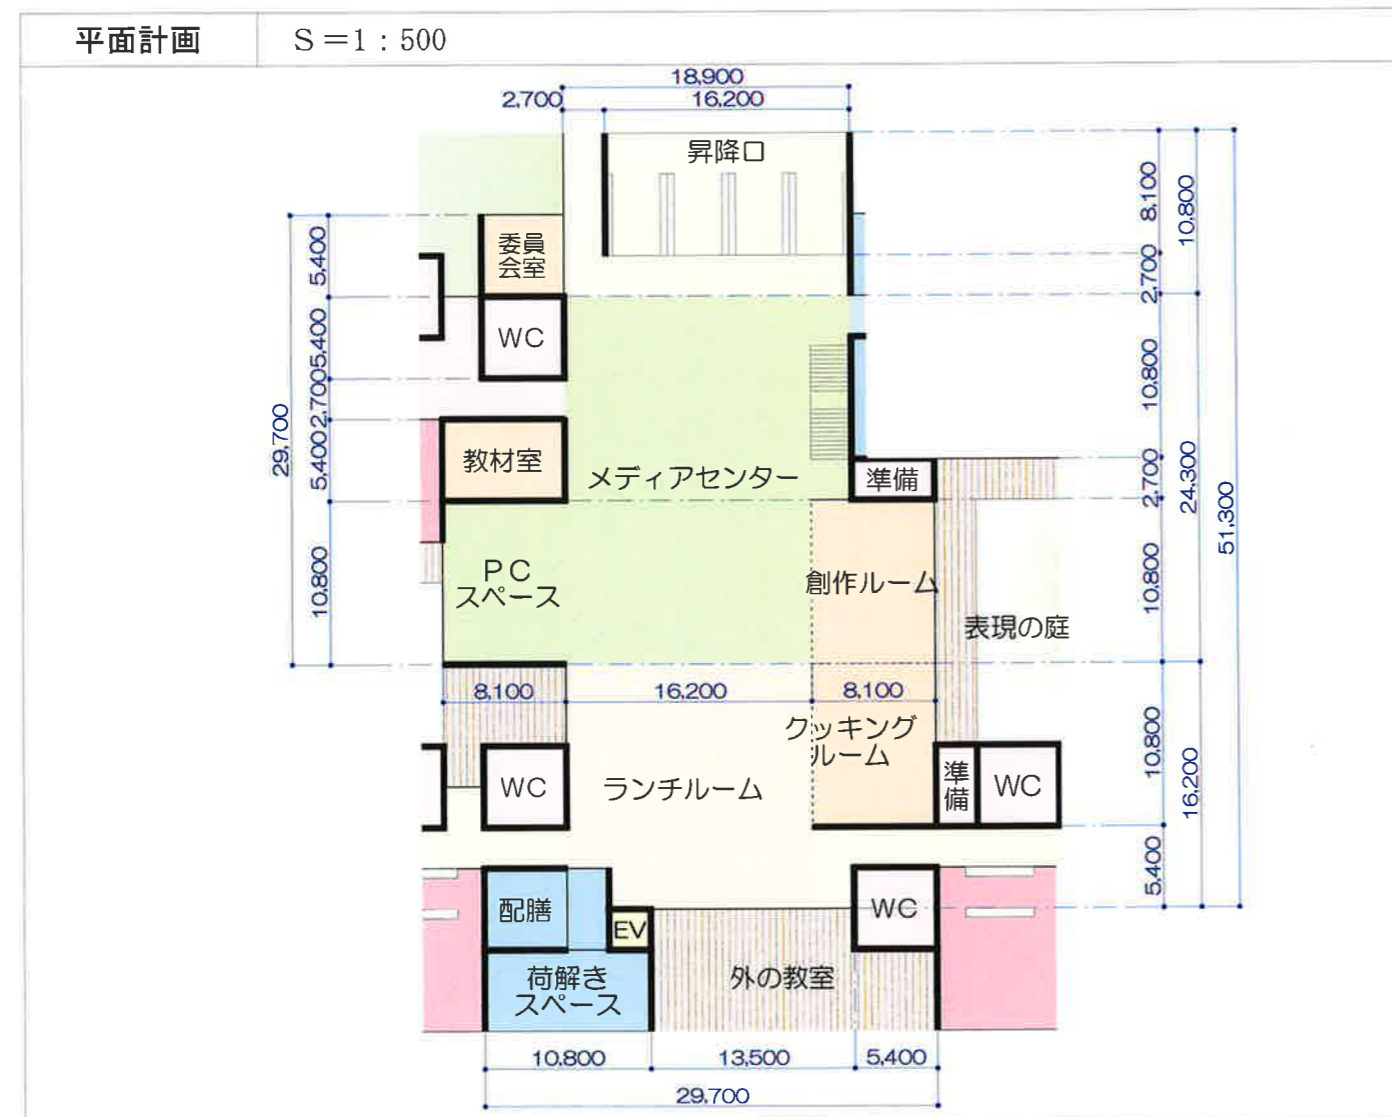 平面計画
S＝1：500
18,900
2,700
16,200
昇降口
8,100
10,800
2,700
委員
会室
5,400
WC
5,400
2,700
教材室
5,400
29,700
メディアセンター
準備
10,800
2,700
24,300
51,300
PC
スペース
10,800
創作ルーム
表現の庭
10,800
8,100
16,200
8,100
クッキング
ルーム
WC
ランチルーム
準
備
WC
10,800
16,200
5,400
配膳
EV
WC
荷解き
スペース
外の教室
10,800
13,500
5,400
29,700